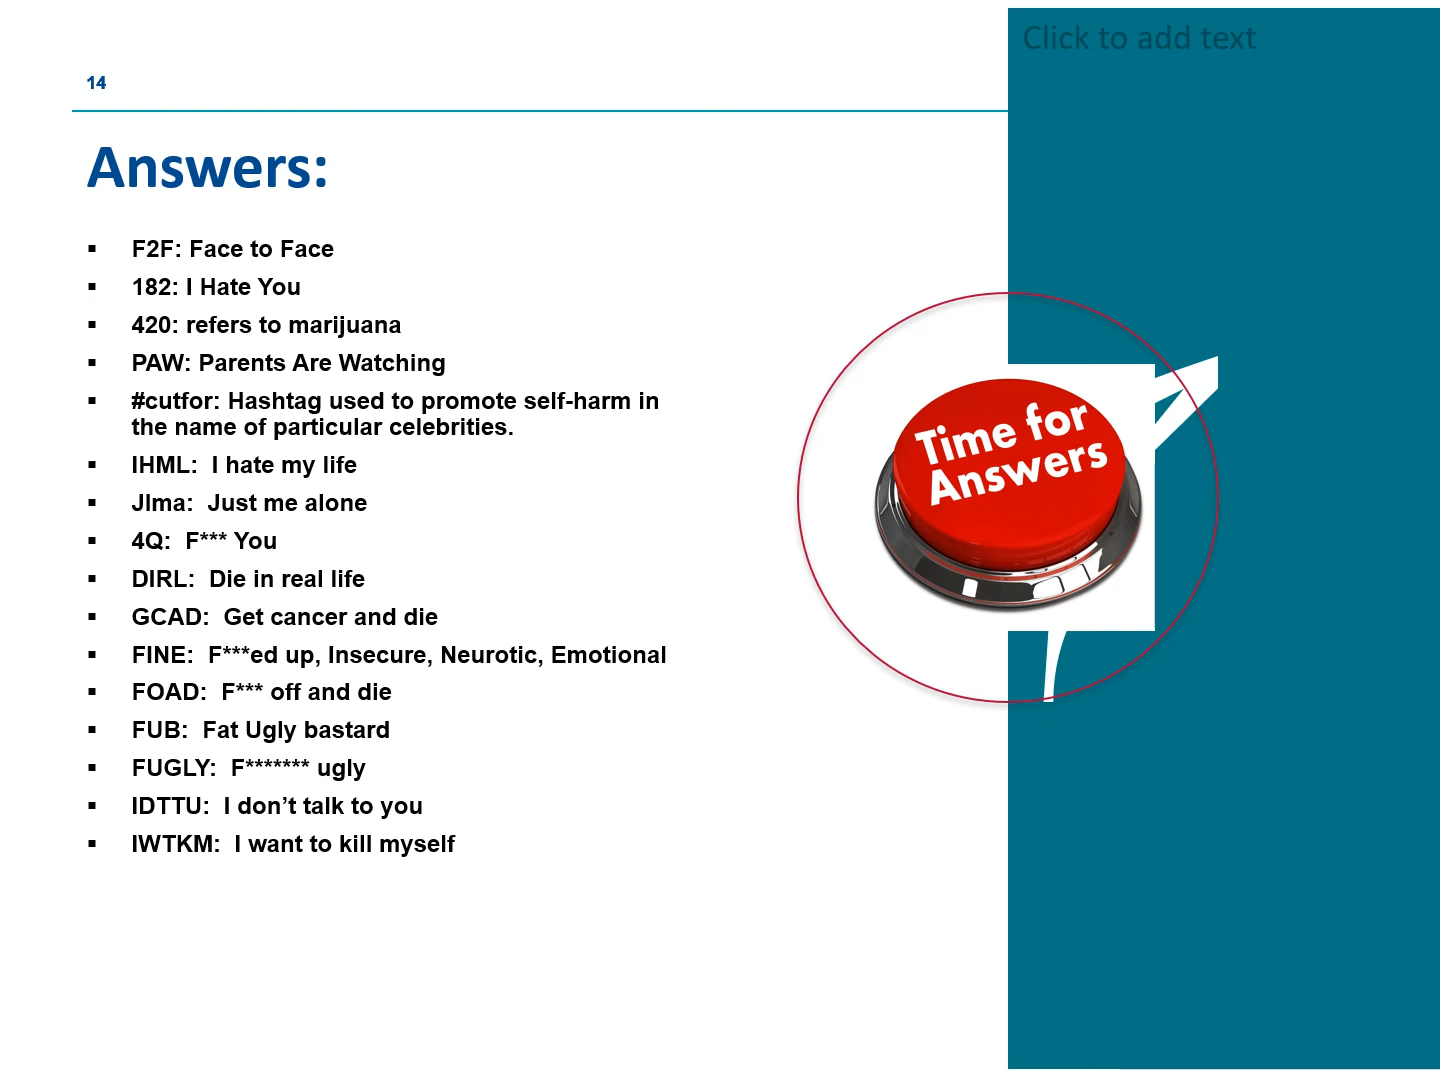 Click to add text
14
Answers:
▪ F2F: Face to Face
▪ 182: I Hate You
▪ 420: refers to marijuana
▪ PAW: Parents Are Watching
▪ #cutfor: Hashtag used to promote self-harm in
the name of particular celebrities.
▪ IHML:  I hate my life
▪ Jlma:  Just me alone
▪ 4Q:  F*** You
▪ DIRL:  Die in real life
▪ GCAD:  Get cancer and die
▪ FINE:  F***ed up, Insecure, Neurotic, Emotional
▪ FOAD:  F*** off and die
▪ FUB:  Fat Ugly bastard
▪ FUGLY:  F******* ugly
▪ IDTTU:  I don’t talk to you
▪ IWTKM:  I want to kill myself
Time for
Answers